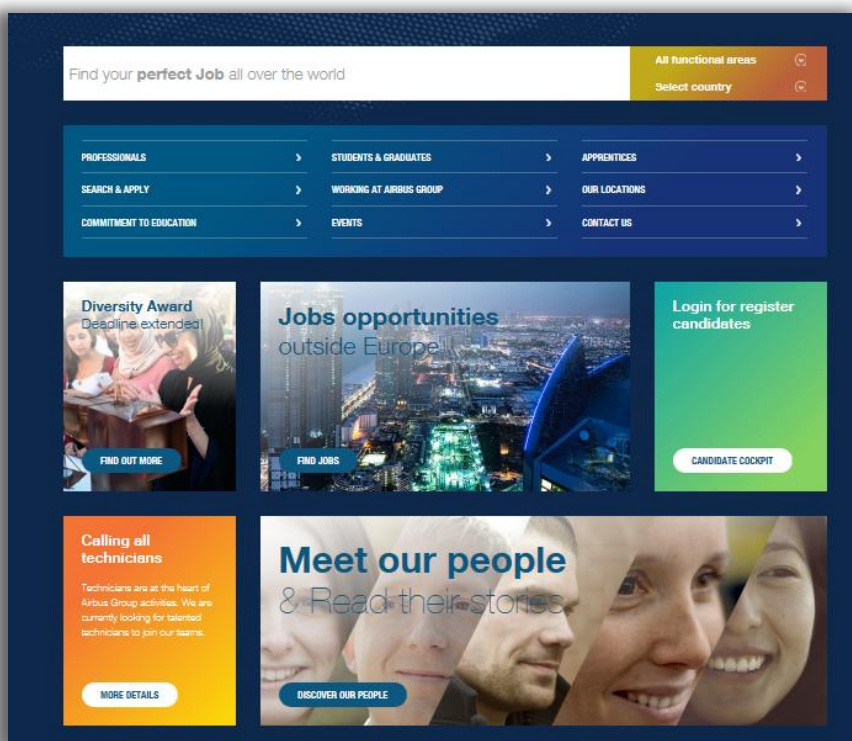 Find your perfect Job all over the world
All functional areas
Select country
PROFESSIONALS
STUDENTS & GRADUATES
APPRENTICES
SEARCH & APPLY
WORKING AT AIRBUS GROUP
OUR LOCATIONS
COMMITMENT TO EDUCATION
EVENTS
CONTACT US
Diversity Award
Deadline extended!
FIND OUT MORE
Jobs opportunities
outside Europe
FIND JOBS
Login for register
candidates
CANDIDATE COCKPIT
Calling all
technicians
Technicians are at the heart of
Airbus Group activities. We are
currently looking for talented
technicians to join our teams.
MORE DETAILS
Meet our people
& Read their stories
DISCOVER OUR PEOPLE